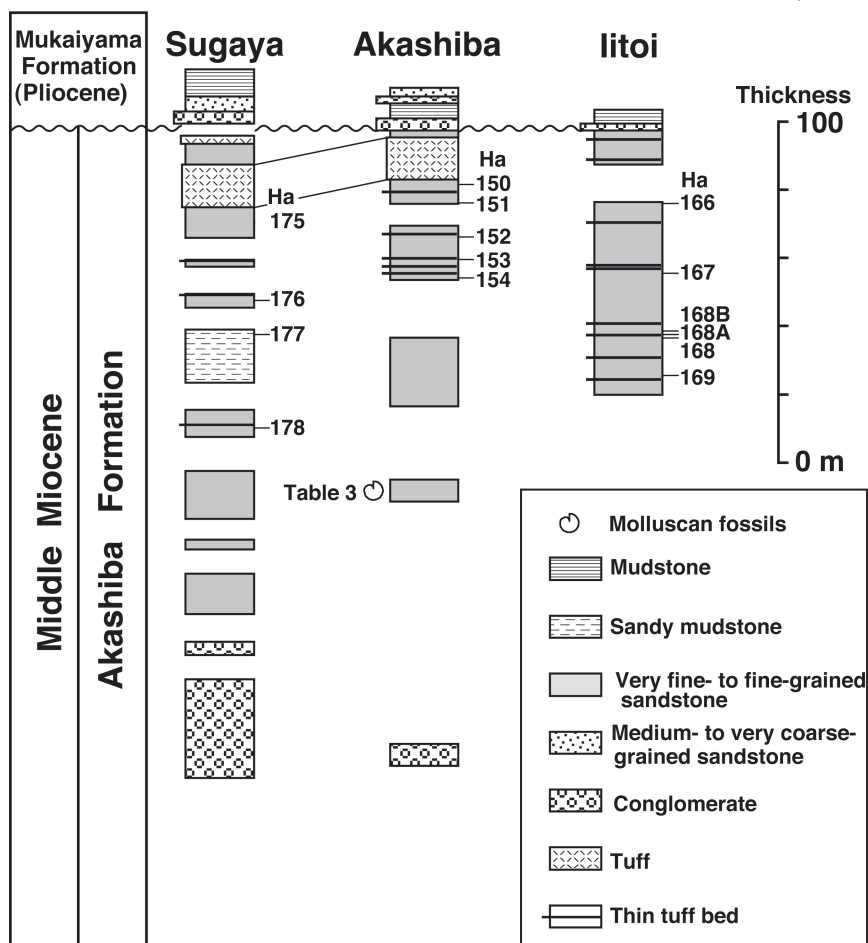 Mukaiyama
Formation
(Pliocene)
Sugaya
Akashiba
Iitoi
Thickness
100
0 m
Middle Miocene
Akashiba Formation
Ha
175
176
177
178
Ha
150
151
152
153
154
Table 3
Ha
166
167
168B
168A
168
169
Molluscan fossils
Mudstone
Sandy mudstone
Very fine- to fine-grained
sandstone
Medium- to very coarse-
grained sandstone
Conglomerate
Tuff
Thin tuff bed